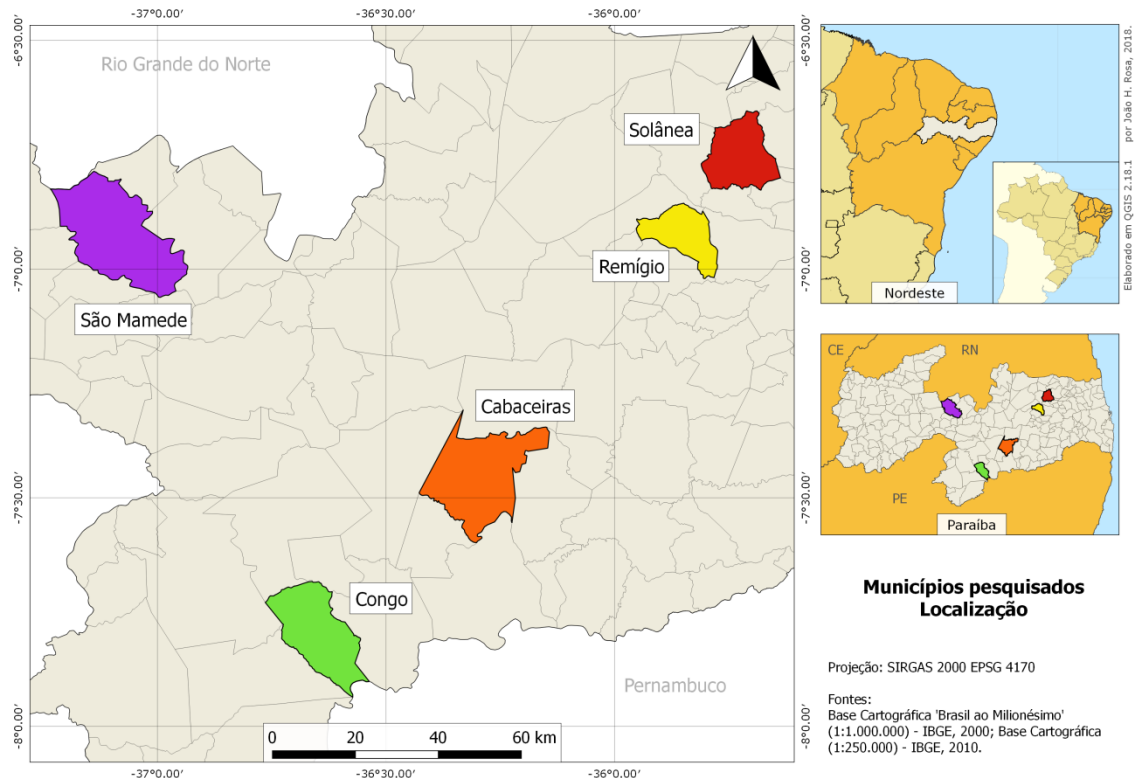 -37°0.00'
-36°30.00'
-36°0.00'
-6°30.00'
-6°30.00'
Rio Grande do Norte
Solânea
Remígio
-7°0.00'
-7°0.00'
São Mamede
Cabaceiras
-7°30.00'
-7°30.00'
Congo
Pernambuco
0 20 40 60 km
-8°0.00'
-8°0.00'
-37°0.00'
-36°30.00'
-36°0.00'
Nordeste
Elaborado em QGIS 2.18.1 por João H. Rosa, 2018.
CE
RN
PE
Paraíba
Municípios pesquisados
Localização
Projeção: SIRGAS 2000 EPSG 4170
Fontes:
Base Cartográfica 'Brasil ao Milionésimo'
(1:1.000.000) - IBGE, 2000; Base Cartográfica
(1:250.000) - IBGE, 2010.